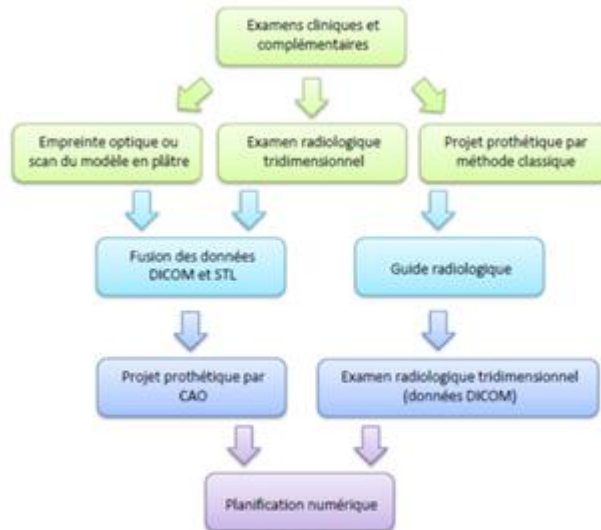 Examens cliniques et
complémentaires
Empreinte optique ou
scan du modèle en plâtre
Examen radiologique
tridimensionnel
Projet prothétique par
méthode classique
Fusion des données
DICOM et STL
Guide radiologique
Projet prothétique par
CAO
Examen radiologique tridimensionnel
(données DICOM)
Planification numérique